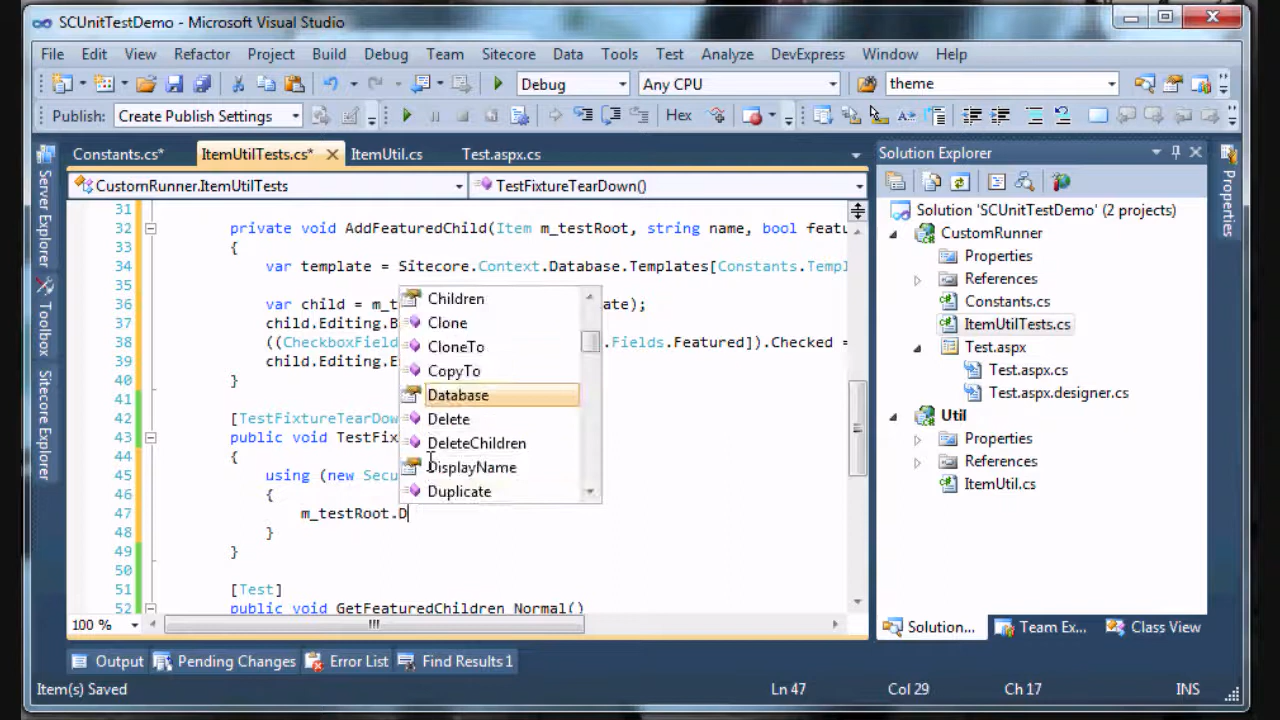 SCUnitTestDemo - Microsoft Visual Studio
File Edit View Refactor Project Build Debug Team Sitecore Data Tools Test Analyze DevExpress Window Help
Debug Any CPU theme
Publish: Create Publish Settings Hex
Constants.cs* ItemUtilTests.cs* ItemUtil.cs Test.aspx.cs
CustomRunner.ItemUtilTests TestFixtureTearDown()
31
32 private void AddFeaturedChild(Item m_testRoot, string name, bool featu
33 {
34 var template = Sitecore.Context.Database.Templates[Constants.Templ
35
36 var child = m_t ate);
37 child.Editing.B
38 ((CheckboxField .Fields.Featured]).Checked =
39 child.Editing.E
40 }
41
42 [TestFixtureTearDow
43 public void TestFix
44 {
45 using (new Secu
46 {
47 m_testRoot.D
48 }
49 }
50
51 [Test]
52 public void GetFeaturedChildren Normal()
Children
Clone
CloneTo
CopyTo
Database
Delete
DeleteChildren
DisplayName
Duplicate
100 %
Server Explorer
Toolbox
Sitecore Explorer
Solution Explorer
Solution 'SCUnitTestDemo' (2 projects)
CustomRunner
Properties
References
Constants.cs
ItemUtilTests.cs
Test.aspx
Test.aspx.cs
Test.aspx.designer.cs
Util
Properties
References
ItemUtil.cs
Solution... Team Ex... Class View
Properties
Output Pending Changes Error List Find Results 1
Item(s) Saved Ln 47 Col 29 Ch 17 INS